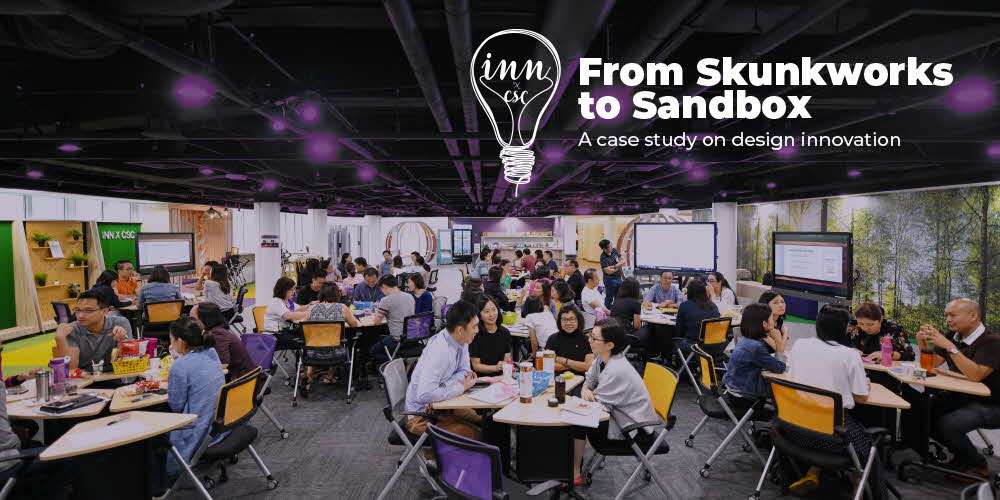 inn
x
csc
From Skunkworks
to Sandbox
A case study on design innovation
INN X CSC